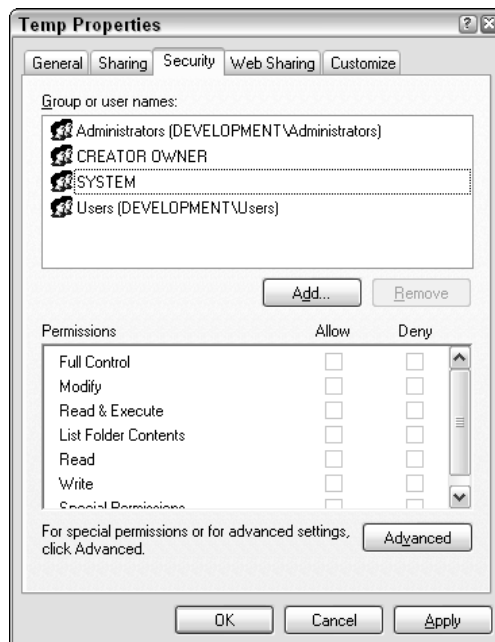 Temp Properties
General Sharing Security Web Sharing Customize
Group or user names:
Administrators (DEVELOPMENT\Administrators)
CREATOR OWNER
SYSTEM
Users (DEVELOPMENT\Users)
Add... Remove
Permissions Allow Deny
Full Control
Modify
Read & Execute
List Folder Contents
Read
Write
Special Permissions
For special permissions or for advanced settings,
click Advanced.
Advanced
OK Cancel Apply